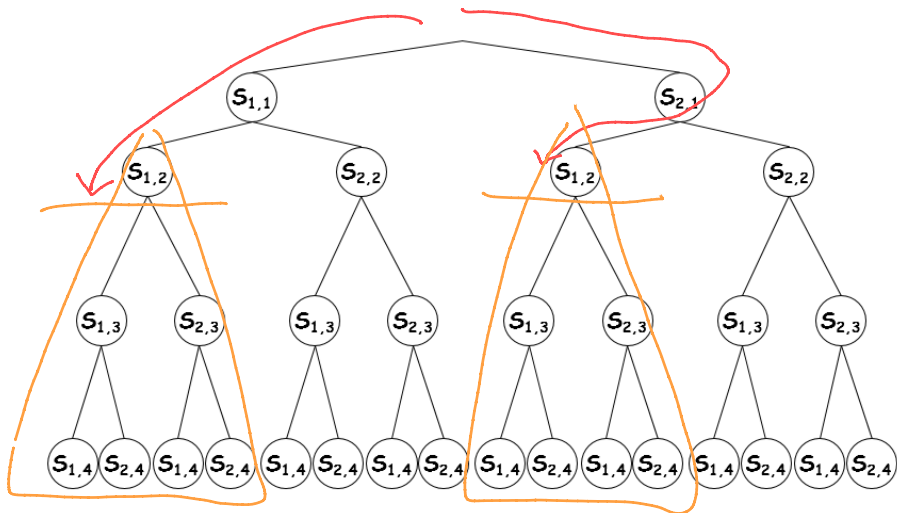 S1,1 S2,1
S1,2 S2,2 S1,2 S2,2
S1,3 S2,3 S1,3 S2,3 S1,3 S2,3 S1,3 S2,3
S1,4 S2,4 S1,4 S2,4 S1,4 S2,4 S1,4 S2,4 S1,4 S2,4 S1,4 S2,4 S1,4 S2,4 S1,4 S2,4